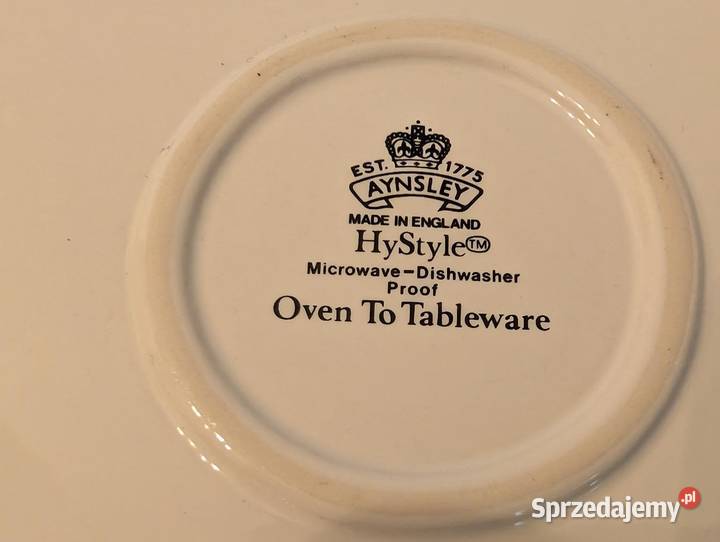 EST. 1775
AYNSLEY
MADE IN ENGLAND
HyStyle™
Microwave–Dishwasher
Proof
Oven To Tableware
Sprzedajemy.pl